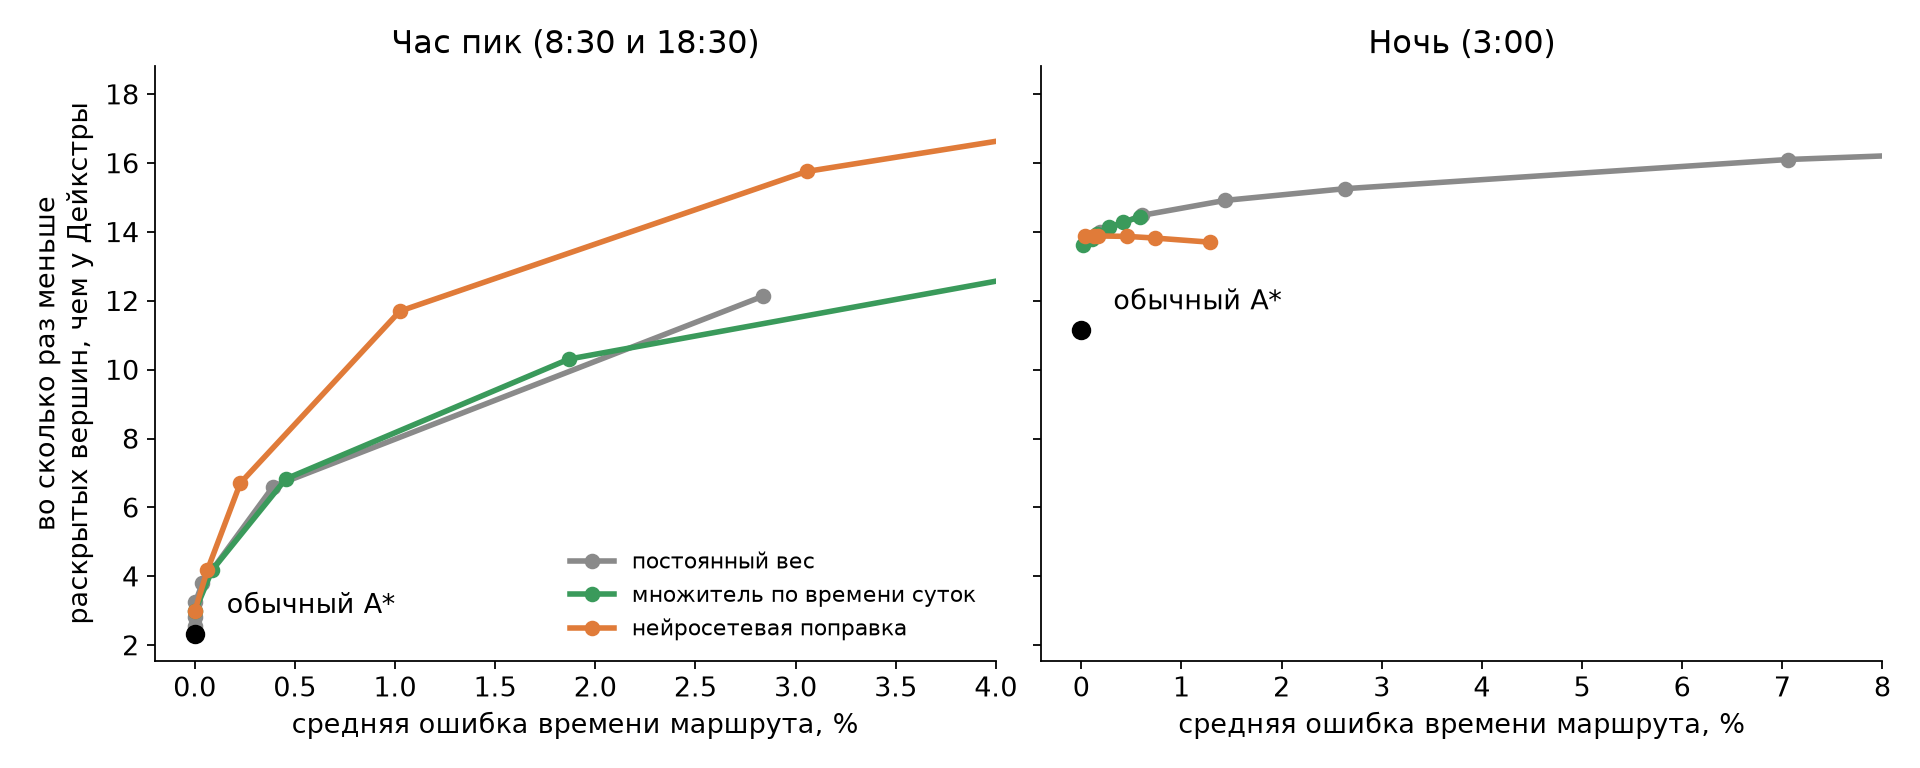 Час пик (8:30 и 18:30)
во сколько раз меньше
раскрытых вершин, чем у Дейкстры
18
16
14
12
10
8
6
4
2
обычный A*
постоянный вес
множитель по времени суток
нейросетевая поправка
0.0 0.5 1.0 1.5 2.0 2.5 3.0 3.5 4.0
средняя ошибка времени маршрута, %
Ночь (3:00)
обычный A*
0 1 2 3 4 5 6 7 8
средняя ошибка времени маршрута, %